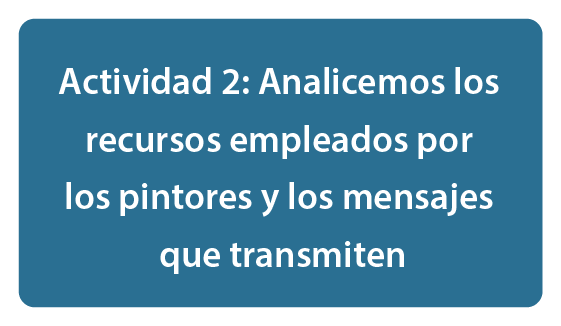 Actividad 2: Analicemos los
recursos empleados por
los pintores y los mensajes
que transmiten